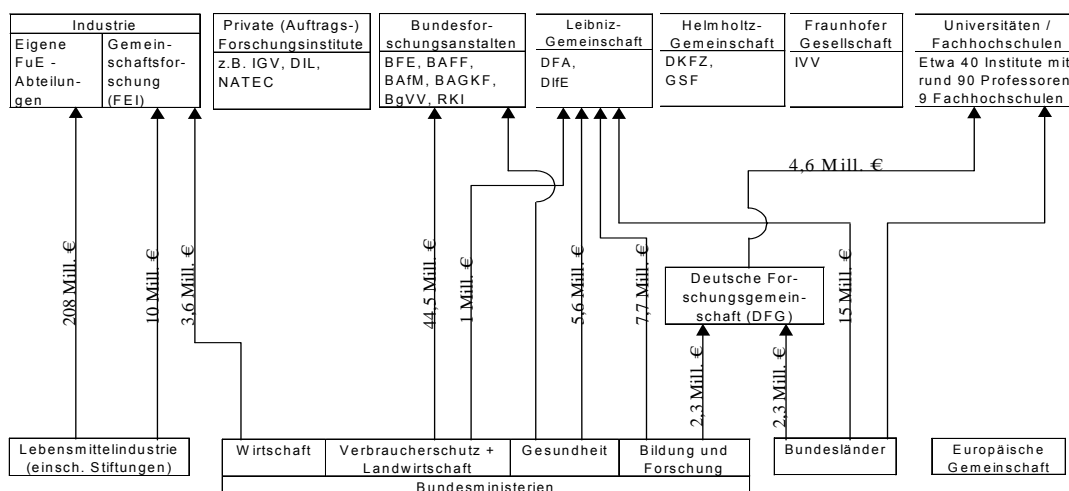 Industrie
Eigene
FuE -
Abteilun-
gen
Gemein-
schaftsfor-
schung
(FEI)
Private (Auftrags-)
Forschungsinstitute
z.B. IGV, DIL,
NATEC
Bundesfor-
schungsanstalten
BFE, BAFF,
BAfM, BAGKF,
BgVV, RKI
Leibniz-
Gemeinschaft
DFA,
DIfE
Helmholtz-
Gemeinschaft
DKFZ,
GSF
Fraunhofer
Gesellschaft
IVV
Universitäten /
Fachhochschulen
Etwa 40 Institute mit
rund 90 Professoren
9 Fachhochschulen
4,6 Mill. €
208 Mill. €
10 Mill. €
3,6 Mill. €
44,5 Mill. €
1 Mill. €
5,6 Mill. €
7,7 Mill. €
Deutsche For-
schungsgemein-
schaft (DFG)
15 Mill. €
2,3 Mill. €
2,3 Mill. €
Lebensmittelindustrie
(einsch. Stiftungen)
Wirtschaft
Verbraucherschutz +
Landwirtschaft
Gesundheit
Bildung und
Forschung
Bundesministerien
Bundesländer
Europäische
Gemeinschaft